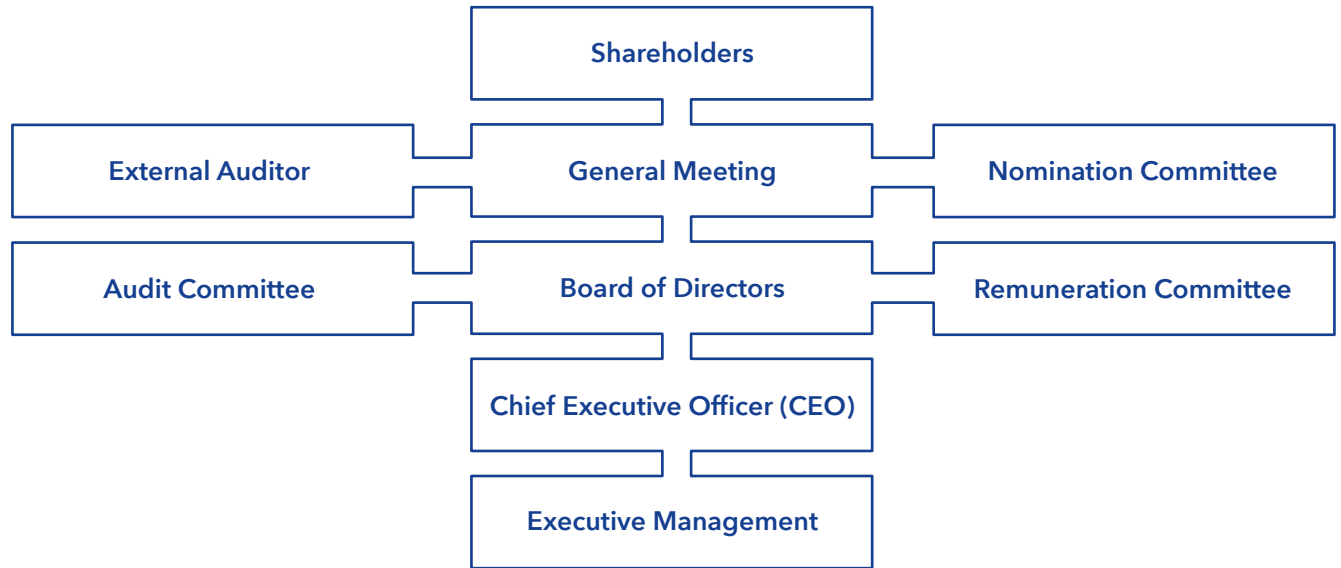 Shareholders
External Auditor
General Meeting
Nomination Committee
Audit Committee
Board of Directors
Remuneration Committee
Chief Executive Officer (CEO)
Executive Management